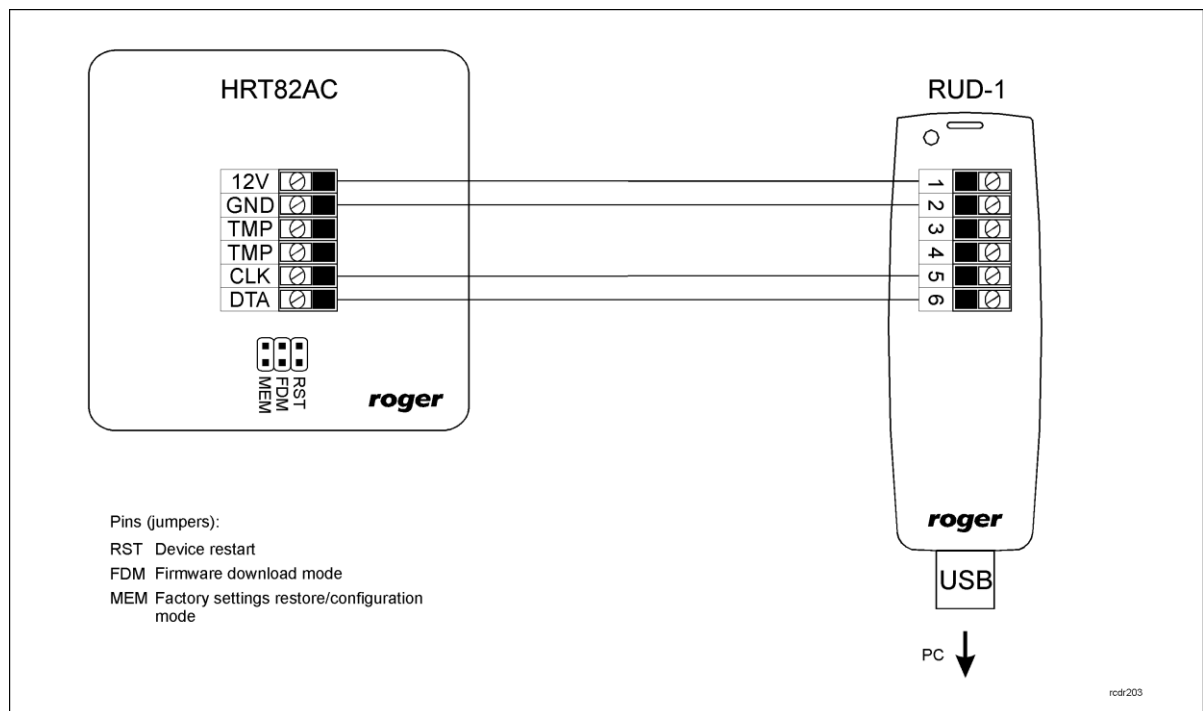 HRT82AC
12V
GND
TMP
TMP
CLK
DTA
MEM
FDM
RST
roger
RUD-1
1
2
3
4
5
6
roger
USB
PC
Pins (jumpers):
RST Device restart
FDM Firmware download mode
MEM Factory settings restore/configuration
mode
rcdr203